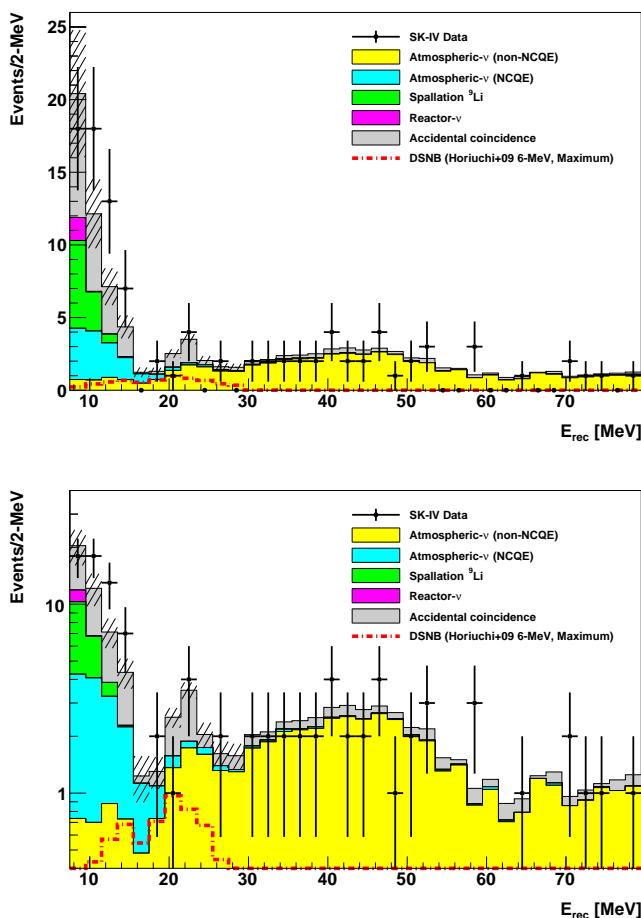 Events/2-MeV
25
20
15
10
5
0
SK-IV Data
Atmospheric-ν (non-NCQE)
Atmospheric-ν (NCQE)
Spallation ⁹Li
Reactor-ν
Accidental coincidence
DSNB (Horiuchi+09 6-MeV, Maximum)
10 20 30 40 50 60 70
E_rec [MeV]
Events/2-MeV
10
1
SK-IV Data
Atmospheric-ν (non-NCQE)
Atmospheric-ν (NCQE)
Spallation ⁹Li
Reactor-ν
Accidental coincidence
DSNB (Horiuchi+09 6-MeV, Maximum)
10 20 30 40 50 60 70
E_rec [MeV]